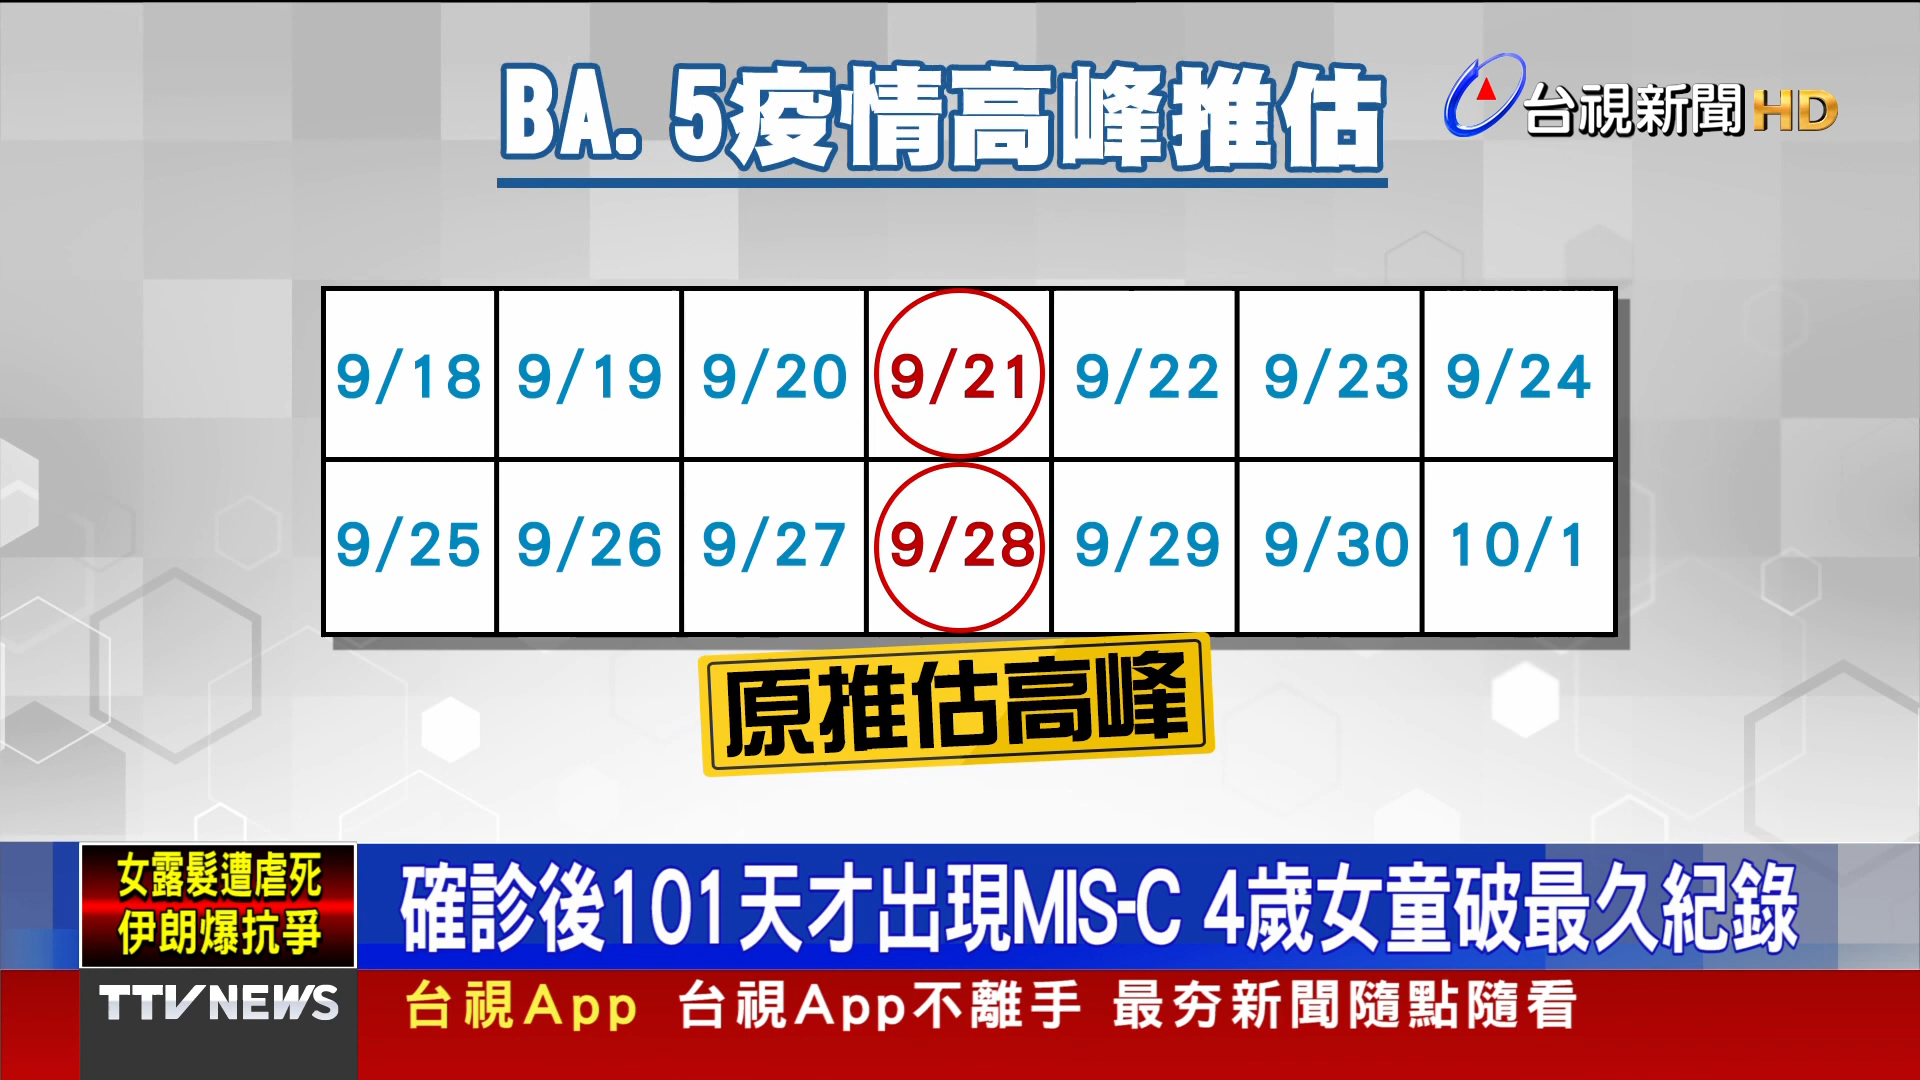 BA.5疫情高峰推估
台視新聞HD
9/18 9/19 9/20 9/21 9/22 9/23 9/24
9/25 9/26 9/27 9/28 9/29 9/30 10/1
原推估高峰
女露髮遭虐死
伊朗爆抗爭
確診後101天才出現MIS-C 4歲女童破最久紀錄
TTV NEWS
台視App 台視App不離手 最夯新聞隨點隨看